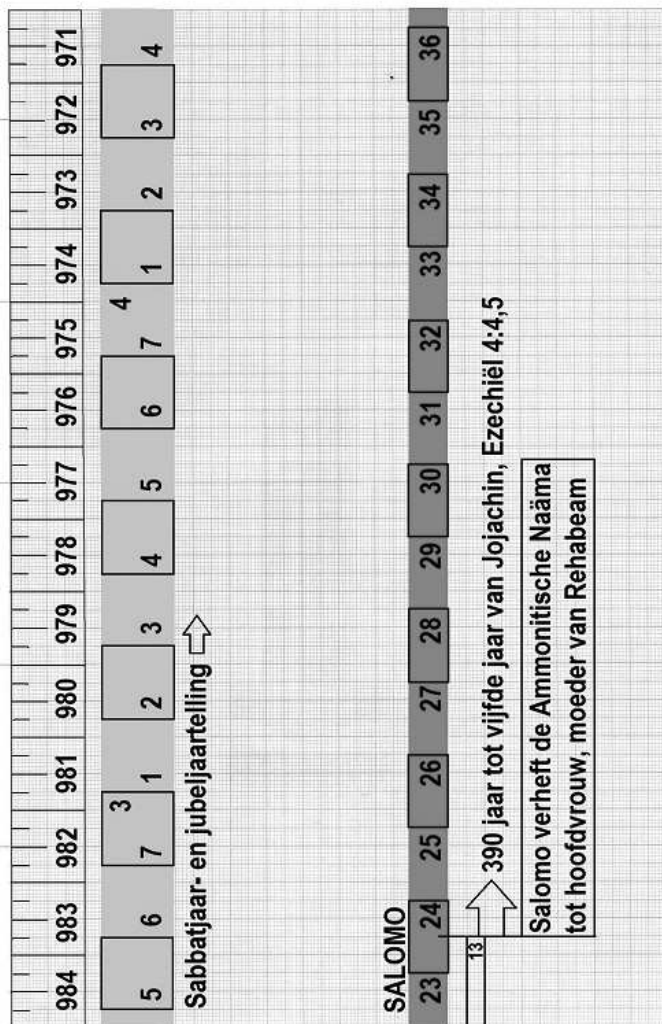 984 983 982 981 980 979 978 977 976 975 974 973 972 971
3 4
5 6 7 1 2 3 4 5 6 7 1 2 3 4
Sabbatjaar- en jubeljaartelling
SALOMO
23 24 25 26 27 28 29 30 31 32 33 34 35 36
13
390 jaar tot vijfde jaar van Jojachin, Ezechiël 4:4,5
Salomo verheft de Ammonitische Naäma
tot hoofdvrouw, moeder van Rehabeam